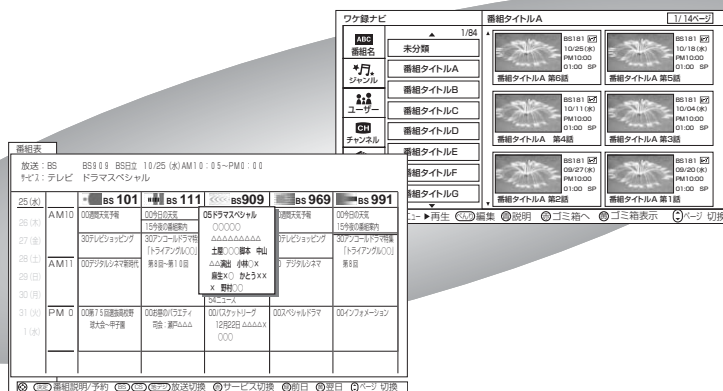 ワケ録ナビ
番組タイトルA
1/ 14ページ
1/84
ABC
番組名
ジャンル
ユーザー
CH
チャンネル
未分類
番組タイトルA
番組タイトルB
番組タイトルC
番組タイトルD
番組タイトルE
番組タイトルF
番組タイトルG
BS181
10/25(水)
PM10:00
01:00 SP
番組タイトルA 第6話
BS181
10/18(水)
PM10:00
01:00 SP
番組タイトルA 第5話
BS181
10/11(水)
PM10:00
01:00 SP
番組タイトルA 第4話
BS181
10/04(水)
PM10:00
01:00 SP
番組タイトルA 第3話
BS181
09/27(水)
PM10:00
01:00 SP
番組タイトルA 第2話
BS181
09/20(水)
PM10:00
01:00 SP
番組タイトルA 第1話
ュー ▶再生 編集 説明 ゴミ箱へ ゴミ箱表示 ページ 切換
番組表
放送:BS BS909 BS日立 10/25 (水)AM10:05~PM0:00
サービス:テレビ ドラマスペシャル
25(水) BS 101 BS 111 BS909 BS 969 BS 991
26(木)
27(金)
28(土)
29(日)
30(月)
31(火)
1(水)
AM10
AM11
PM 0
00週間天気予報
30テレビショッピング
00デジタルシネマ新時代
00第75回選抜高校野球大会~甲子園
00今日の天気
15今夜の番組案内
30アンコールドラマ特
「トライアングル○○」
第8回~第10回
00お昼のバラエティ
司会:瀬戸△△△
05ドラマスペシャル
○○○○○
△△△△△△△△△
土屋○○○脚本 中山
△△演出 小林○×
麻生×○ かとう××
× 野村○○
54ニュース
00バスケットリーグ
12月22日 △△△△×
○○○
0週間天気予報
0テレビショッピング
0 デジタルシネマ
00スペシャルドラマ
00今日の天気
15今夜の番組案内
30アンコールドラマ特集
「トライアングル○○」
第8回
00インフォメーション
決定 番組説明/予約 BS CS 地デジ 放送切換 サービス切換 前日 翌日 ページ 切換